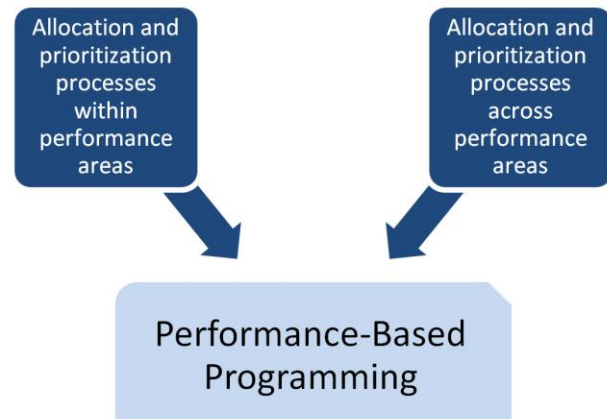 Allocation and
prioritization
processes
within
performance
areas
Allocation and
prioritization
processes
across
performance
areas
Performance-Based
Programming